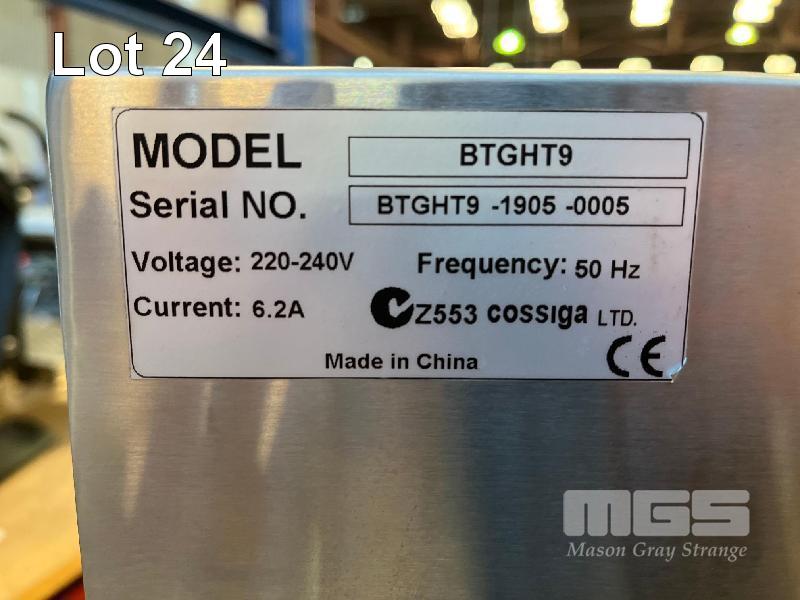 Lot 24
MODEL BTGHT9
Serial NO. BTGHT9 -1905 -0005
Voltage: 220-240V Frequency: 50 Hz
Current: 6.2A Z553 cossiga LTD.
Made in China CE
MGS
Mason Gray Strange